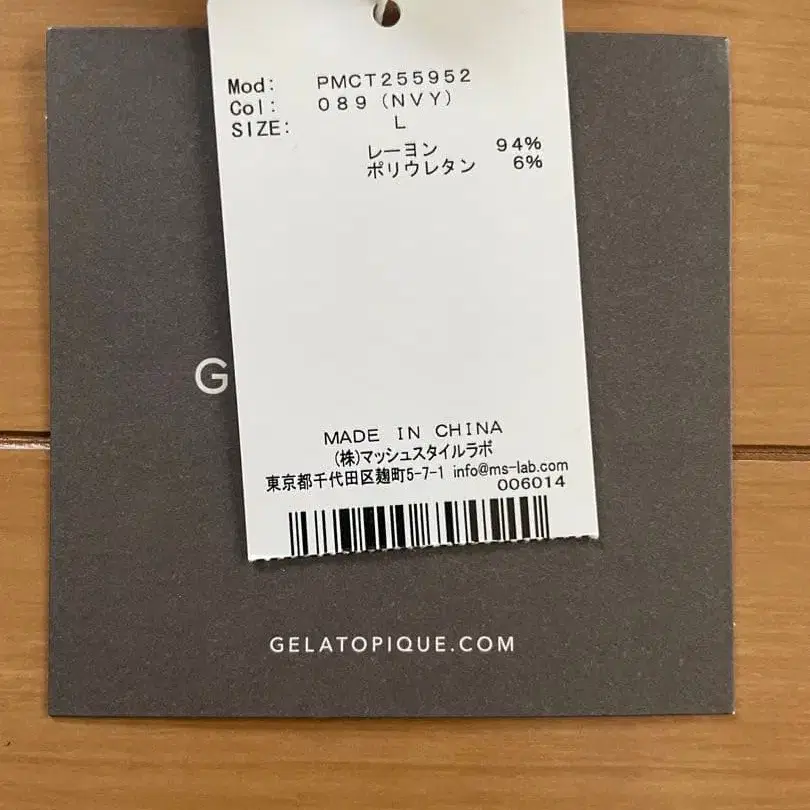 Mod: PMCT255952
Col: 089 (NVY)
SIZE: L
レーヨン 94%
ポリウレタン 6%
G
MADE IN CHINA
(株)マッシュスタイルラボ
東京都千代田区麹町5-7-1 info@ms-lab.com
006014
GELATOPIQUE.COM